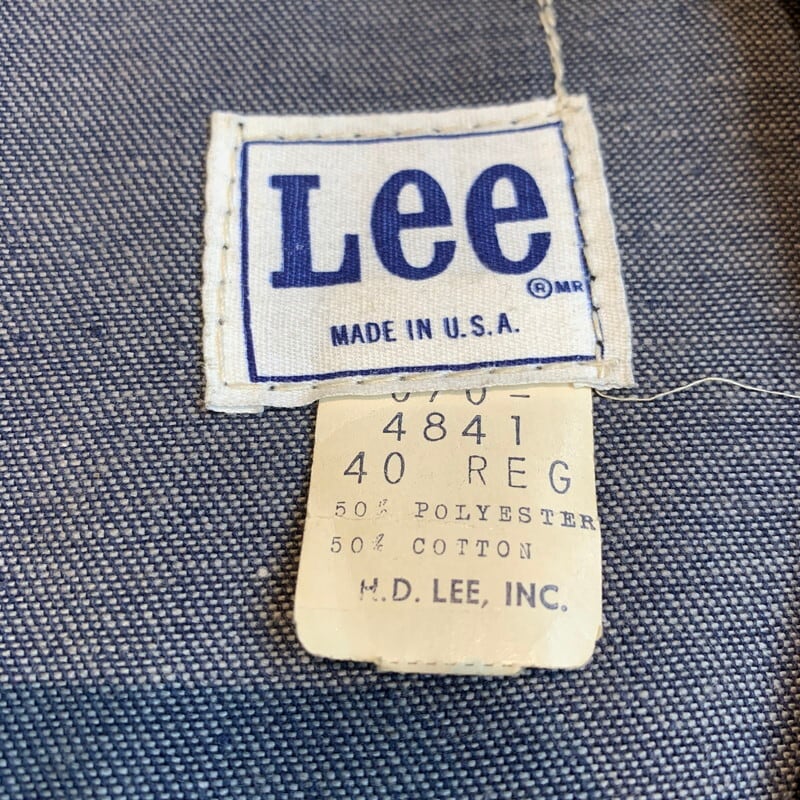 Lee
® MR
MADE IN U.S.A.
4841
40 REG
50% POLYESTER
50% COTTON
H.D. LEE, INC.